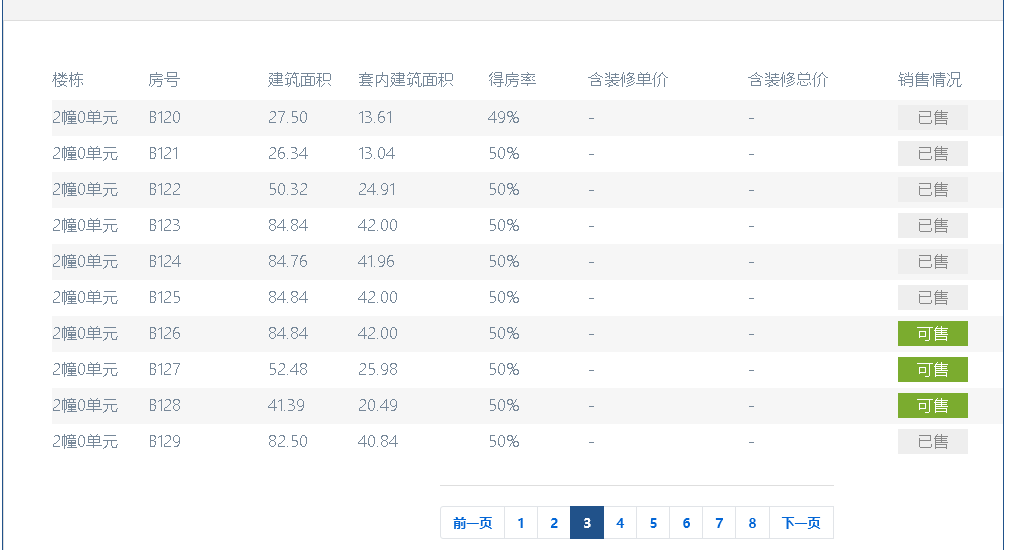 楼栋 房号 建筑面积 套内建筑面积 得房率 含装修单价 含装修总价 销售情况
2幢0单元 B120 27.50 13.61 49% - - 已售
2幢0单元 B121 26.34 13.04 50% - - 已售
2幢0单元 B122 50.32 24.91 50% - - 已售
2幢0单元 B123 84.84 42.00 50% - - 已售
2幢0单元 B124 84.76 41.96 50% - - 已售
2幢0单元 B125 84.84 42.00 50% - - 已售
2幢0单元 B126 84.84 42.00 50% - - 可售
2幢0单元 B127 52.48 25.98 50% - - 可售
2幢0单元 B128 41.39 20.49 50% - - 可售
2幢0单元 B129 82.50 40.84 50% - - 已售
前一页 1 2 3 4 5 6 7 8 下一页